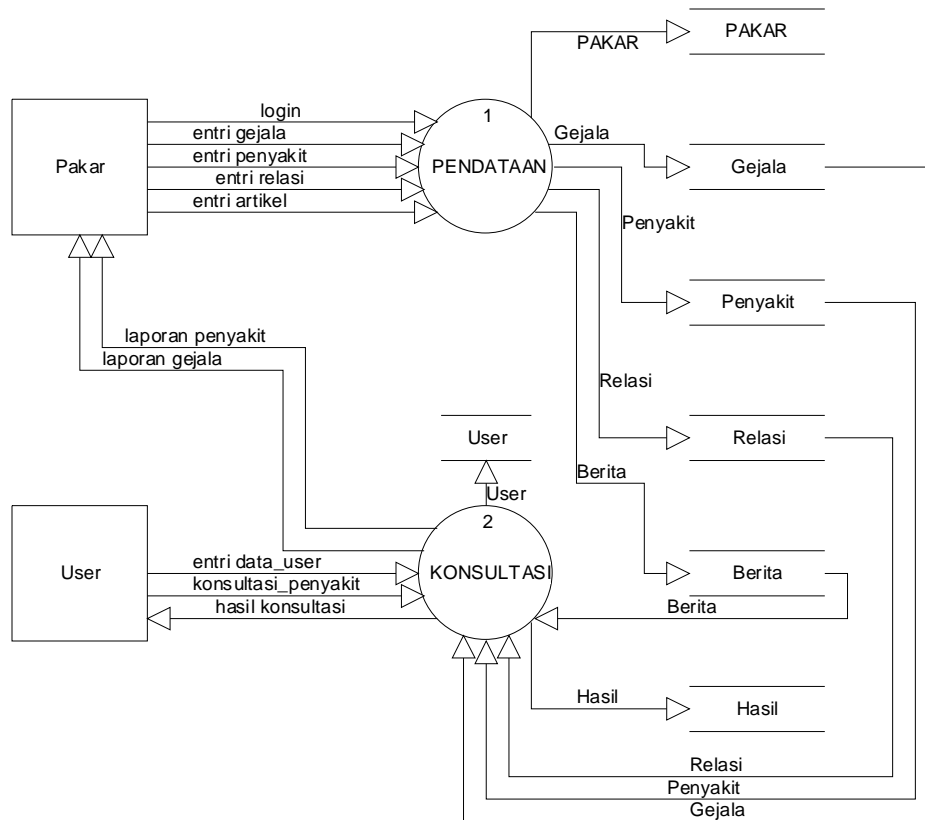 PAKAR
PAKAR
login
1
entri gejala
Gejala
entri penyakit
Pakar
PENDATAAN
Gejala
entri relasi
entri artikel
Penyakit
Penyakit
laporan penyakit
laporan gejala
Relasi
User
Relasi
Berita
User
2
entri data_user
User
KONSULTASI
Berita
konsultasi_penyakit
hasil konsultasi
Berita
Hasil
Hasil
Relasi
Penyakit
Gejala